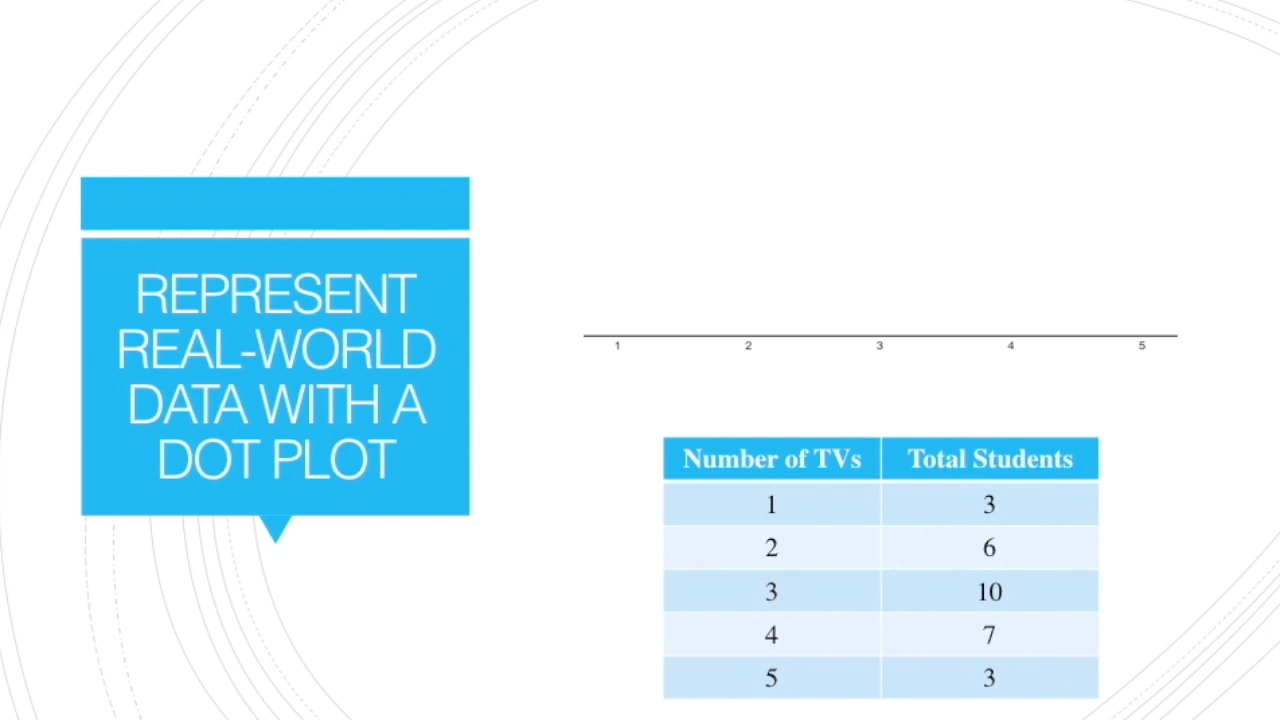 REPRESENT
REAL-WORLD
DATA WITH A
DOT PLOT
1 2 3 4 5
Number of TVs Total Students
1 3
2 6
3 10
4 7
5 3